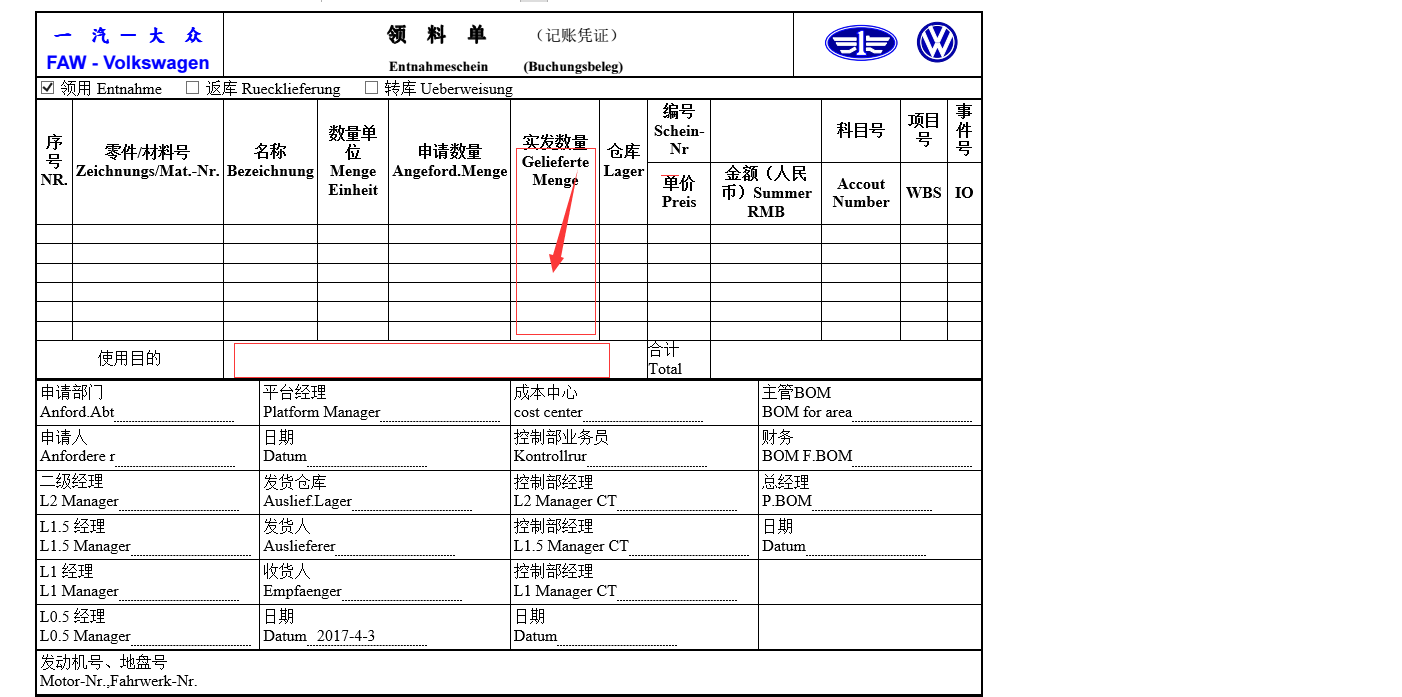 一 汽 一 大 众
FAW - Volkswagen
领 料 单 （记账凭证）
Entnahmeschein (Buchungsbeleg)
领用 Entnahme 返库 Ruecklieferung 转库 Ueberweisung
序
号
NR.
零件/材料号
Zeichnungs/Mat.-Nr.
名称
Bezeichnung
数量单
位
Menge
Einheit
申请数量
Angeford.Menge
实发数量
Gelieferte
Menge
仓库
Lager
编号
Schein-
Nr
单价
Preis
金额（人民
币）Summer
RMB
科目号
Accout
Number
项目
号
WBS
事
件
号
IO
使用目的
合计
Total
申请部门
Anford.Abt
平台经理
Platform Manager
成本中心
cost center
主管BOM
BOM for area
申请人
Anfordere r
日期
Datum
控制部业务员
Kontrollrur
财务
BOM F.BOM
二级经理
L2 Manager
发货仓库
Auslief.Lager
控制部经理
L2 Manager CT
总经理
P.BOM
L1.5 经理
L1.5 Manager
发货人
Auslieferer
控制部经理
L1.5 Manager CT
日期
Datum
L1 经理
L1 Manager
收货人
Empfaenger
控制部经理
L1 Manager CT
L0.5 经理
L0.5 Manager
日期
Datum 2017-4-3
日期
Datum
发动机号、地盘号
Motor-Nr.,Fahrwerk-Nr.